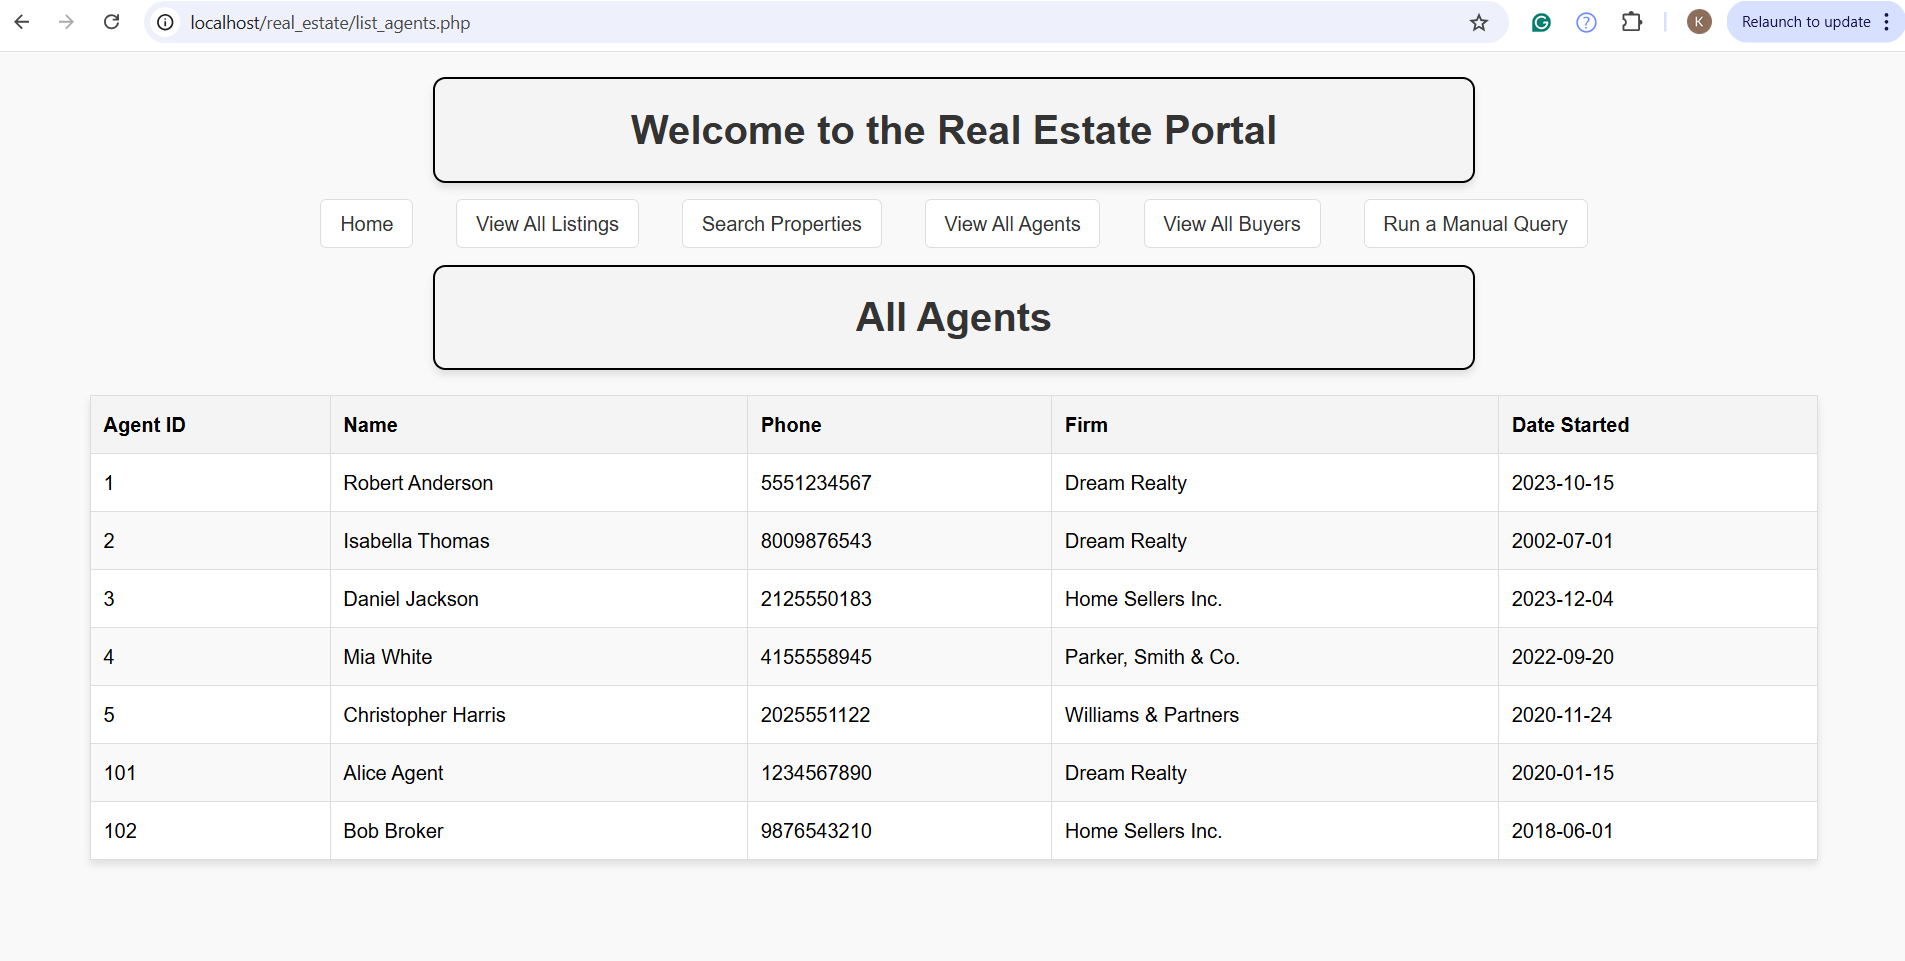 localhost/real_estate/list_agents.php K Relaunch to update
Welcome to the Real Estate Portal
Home View All Listings Search Properties View All Agents View All Buyers Run a Manual Query
All Agents
Agent ID Name Phone Firm Date Started
1 Robert Anderson 5551234567 Dream Realty 2023-10-15
2 Isabella Thomas 8009876543 Dream Realty 2002-07-01
3 Daniel Jackson 2125550183 Home Sellers Inc. 2023-12-04
4 Mia White 4155558945 Parker, Smith & Co. 2022-09-20
5 Christopher Harris 2025551122 Williams & Partners 2020-11-24
101 Alice Agent 1234567890 Dream Realty 2020-01-15
102 Bob Broker 9876543210 Home Sellers Inc. 2018-06-01